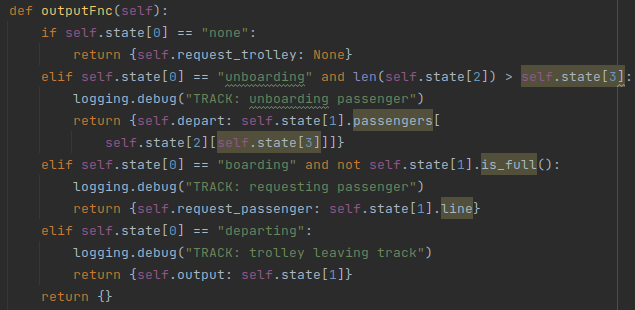 def outputFnc(self):
    if self.state[0] == "none":
        return {self.request_trolley: None}
    elif self.state[0] == "unboarding" and len(self.state[2]) > self.state[3]:
        logging.debug("TRACK: unboarding passenger")
        return {self.depart: self.state[1].passengers[
            self.state[2][self.state[3]]]}
    elif self.state[0] == "boarding" and not self.state[1].is_full():
        logging.debug("TRACK: requesting passenger")
        return {self.request_passenger: self.state[1].line}
    elif self.state[0] == "departing":
        logging.debug("TRACK: trolley leaving track")
        return {self.output: self.state[1]}
    return {}